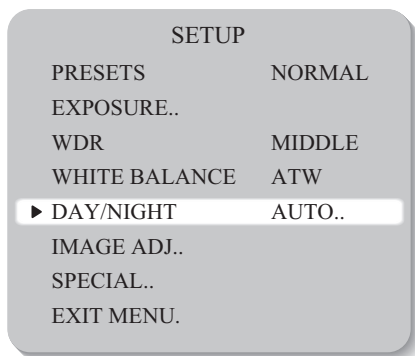 SETUP
PRESETS NORMAL
EXPOSURE..
WDR MIDDLE
WHITE BALANCE ATW
DAY/NIGHT AUTO..
IMAGE ADJ..
SPECIAL..
EXIT MENU.